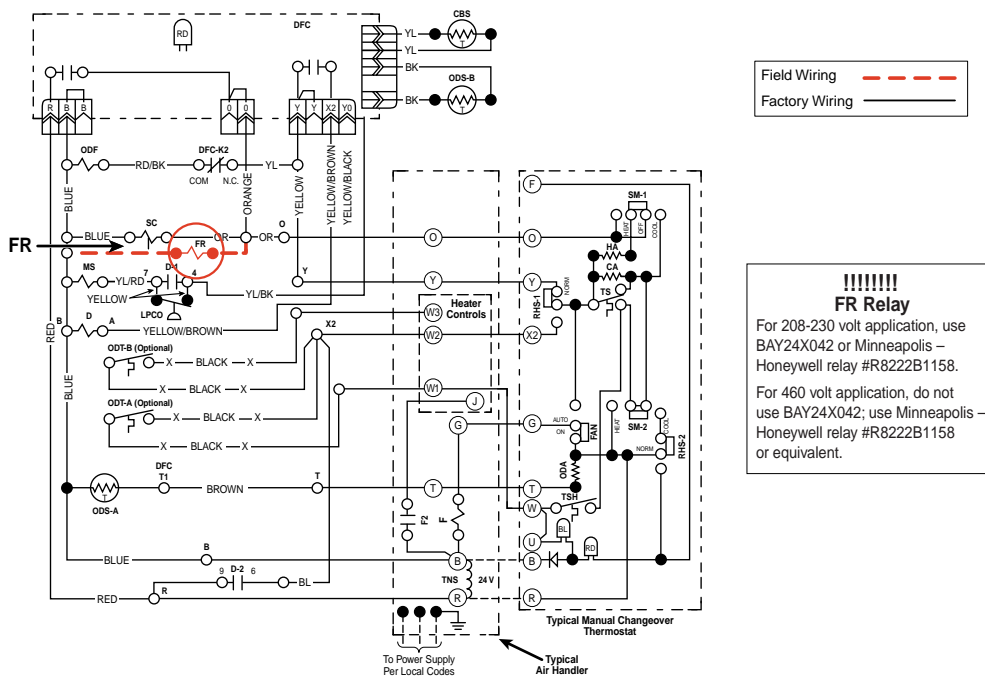 CBS
DFC
RD
YL
YL
T
BK
ODS-B
BK
T
R B B
0 0
Y Y X2 Y0
Field Wiring
Factory Wiring
ODF
RD/BK
DFC-K2
YL
COM N.C.
BLUE
ORANGE
YELLOW
YELLOW/BROWN
YELLOW/BLACK
F
SM-1
HEAT
OFF
COOL
SC
BLUE
OR
OR
O
O
O
FR
FR
HA
CA
MS
YL/RD
7
D-1
4
Y
Y
Y
NORM
TS
YELLOW
YL/BK
RHS-1
LPCO
Heater
Controls
W3
B
D
A
YELLOW/BROWN
X2
W2
X2
RED
ODT-B (Optional)
X
BLACK
X
X
BLACK
X
BLUE
ODT-A (Optional)
X
BLACK
X
W1
J
X
BLACK
X
G
G
AUTO
ON
FAN
HEAT
SM-2
COOL
NORM
RHS-2
ODA
DFC
T1
BROWN
T
T
T
T
ODS-A
W
TSH
F2
F
BL
U
RD
BLUE
B
B
B
9
D-2
6
BL
TNS
24 V
RED
R
R
R
Typical Manual Changeover
Thermostat
To Power Supply
Per Local Codes
Typical
Air Handler
!!!!!!!!
FR Relay
For 208-230 volt application, use
BAY24X042 or Minneapolis –
Honeywell relay #R8222B1158.
For 460 volt application, do not
use BAY24X042; use Minneapolis –
Honeywell relay #R8222B1158
or equivalent.